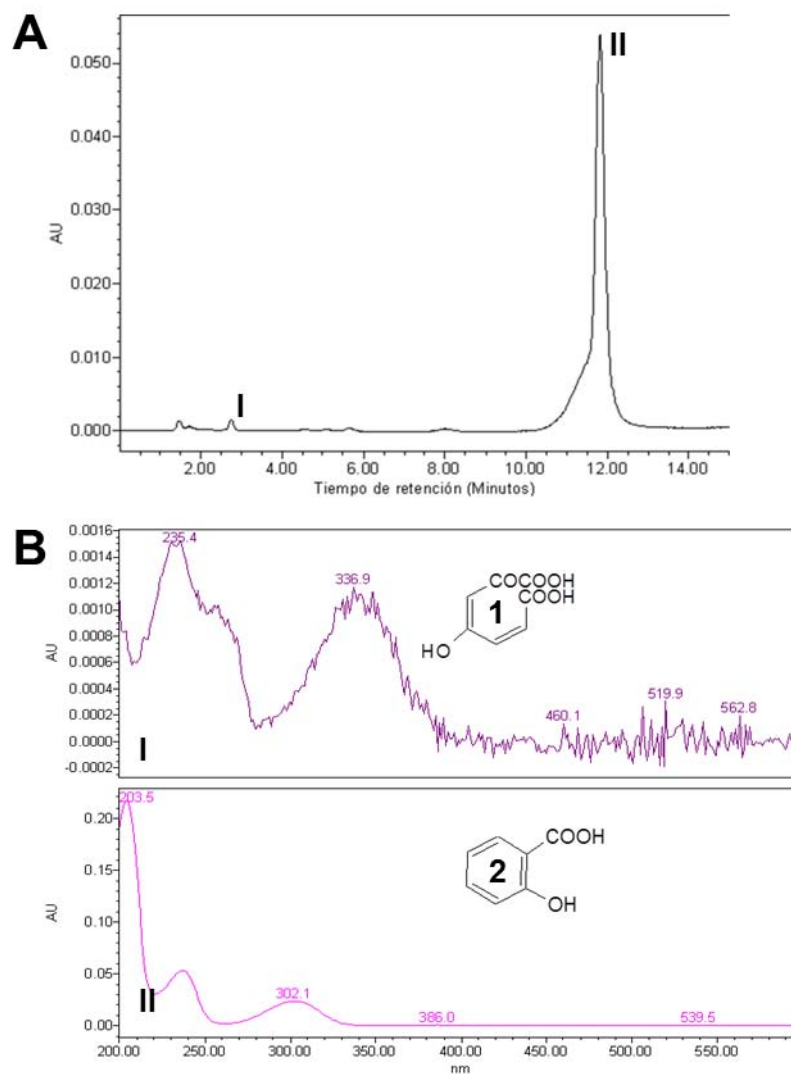 A
II
0.050
0.040
0.030
AU
0.020
0.010
I
0.000
2.00 4.00 6.00 8.00 10.00 12.00 14.00
Tiempo de retención (Minutos)
B
0.0016
235.4
0.0014
0.0012
336.9
COCOOH
COOH
1
HO
0.0010
0.0008
AU
0.0006
0.0004
0.0002
460.1
519.9
562.8
0.0000
I
-0.0002
203.5
0.20
COOH
2
OH
0.15
AU
0.10
0.05
II
302.1
386.0
539.5
0.00
200.00 250.00 300.00 350.00 400.00 450.00 500.00 550.00
nm